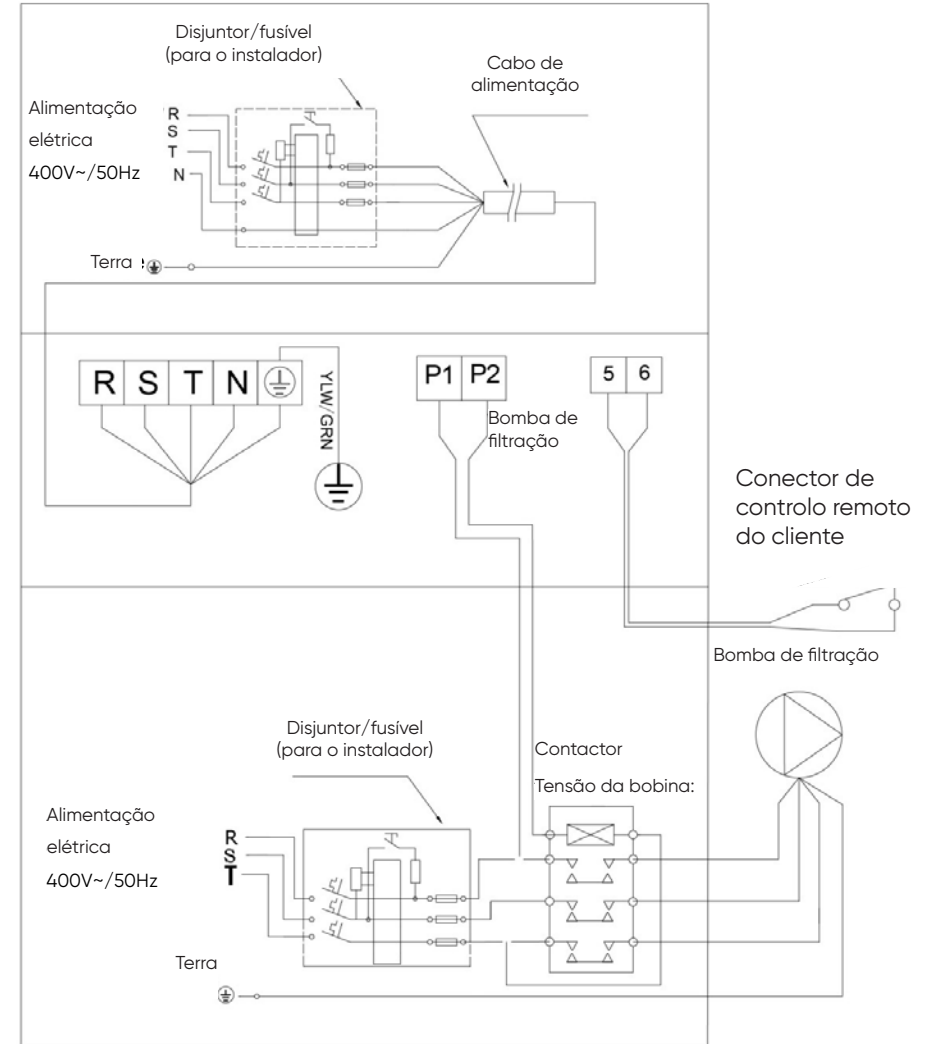 Disjuntor/fusível
(para o instalador)
Cabo de
alimentação
Alimentação
elétrica
400V~/50Hz
R
S
T
N
Terra
R S T N
YLW/GRN
P1 P2
Bomba de
filtração
5 6
Conector de
controlo remoto
do cliente
Bomba de filtração
Disjuntor/fusível
(para o instalador)
Contactor
Tensão da bobina:
Alimentação
elétrica
400V~/50Hz
R
S
T
Terra